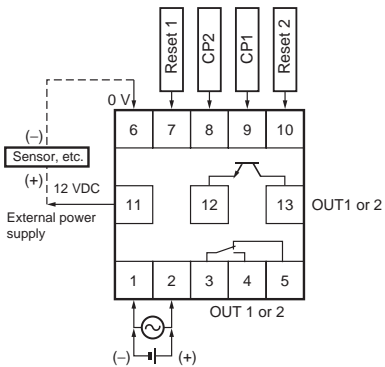 Reset 1
CP2
CP1
Reset 2
0 V
6 7 8 9 10
(−)
Sensor, etc.
(+)
12 VDC
External power
supply
11 12 13
OUT1 or 2
1 2 3 4 5
OUT 1 or 2
(−) (+)